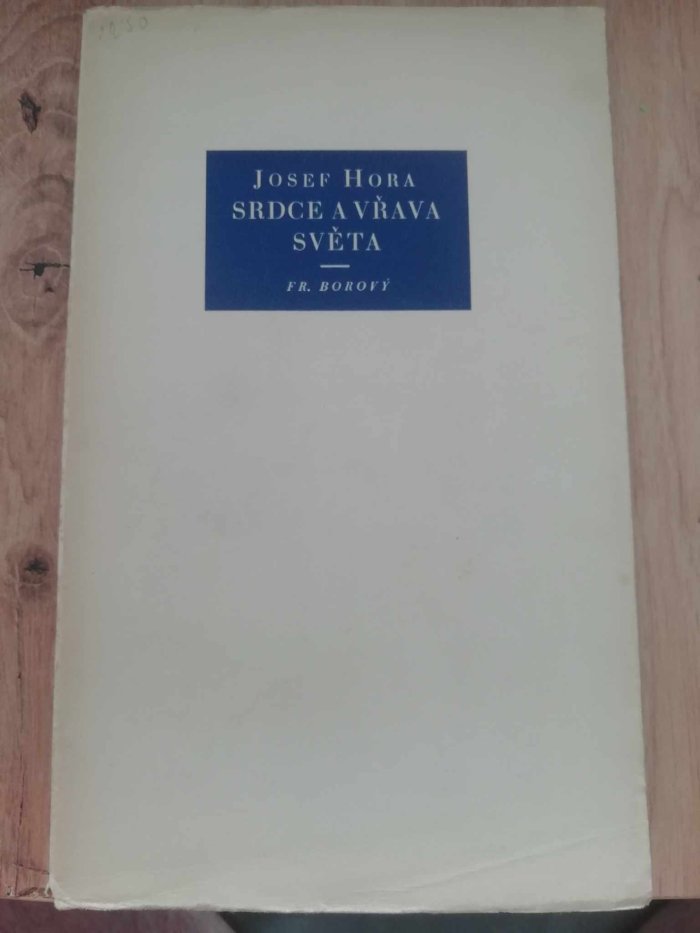 JOSEF HORA
SRDCE A VŘAVA
SVĚTA
FR. BOROVÝ